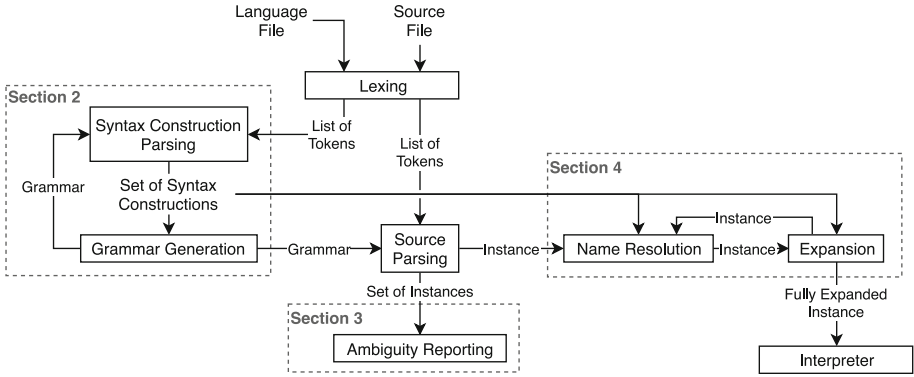 Language
File
Source
File
Lexing
Section 2
Syntax Construction
Parsing
List of
Tokens
List of
Tokens
Grammar
Set of Syntax
Constructions
Section 4
Instance
Grammar Generation
Grammar
Source
Parsing
Instance
Name Resolution
Instance
Expansion
Set of Instances
Fully Expanded
Instance
Section 3
Ambiguity Reporting
Interpreter